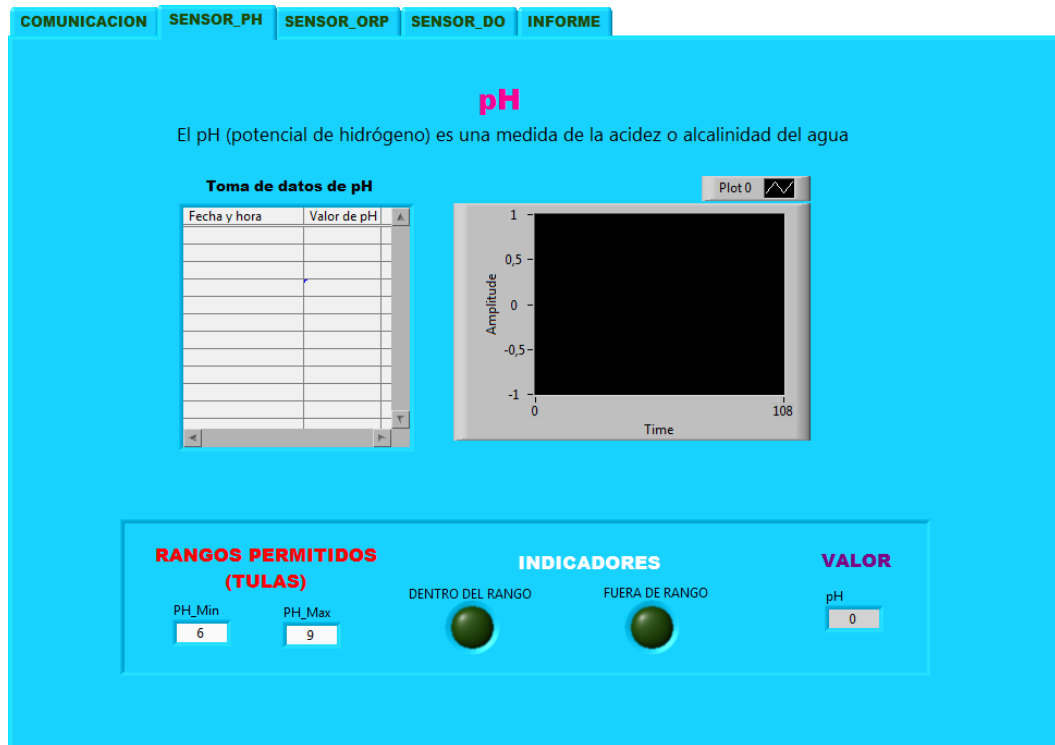 COMUNICACION SENSOR_PH SENSOR_ORP SENSOR_DO INFORME
pH
El pH (potencial de hidrógeno) es una medida de la acidez o alcalinidad del agua
Toma de datos de pH
Fecha y hora Valor de pH
Plot 0
1
0,5
0
-0,5
-1
Amplitude
0 108
Time
RANGOS PERMITIDOS
(TULAS)
PH_Min PH_Max
6 9
INDICADORES
DENTRO DEL RANGO FUERA DE RANGO
VALOR
pH
0